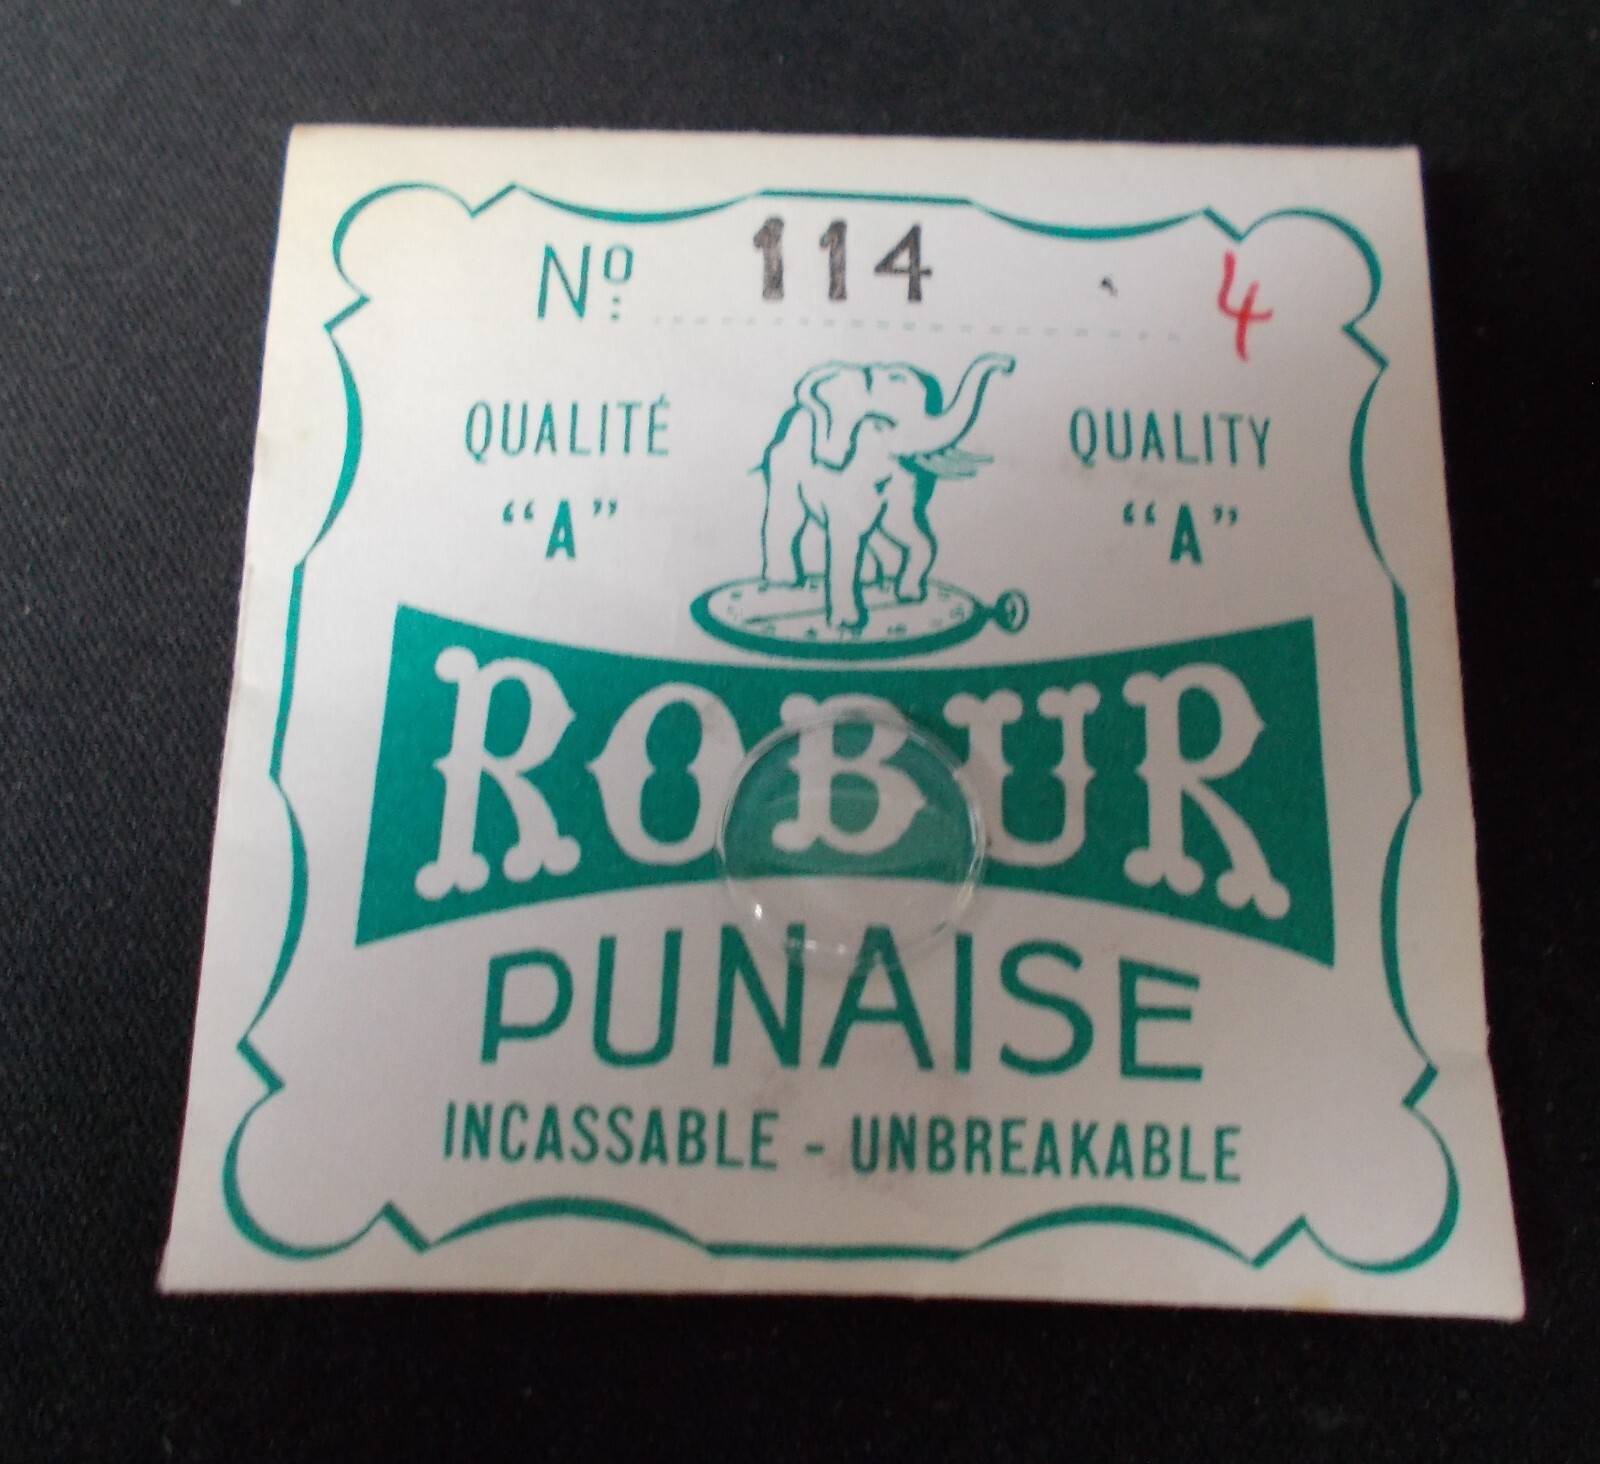 Nº 114 4
QUALITÉ QUALITY
“A” “A”
ROBUR
PUNAISE
INCASSABLE - UNBREAKABLE